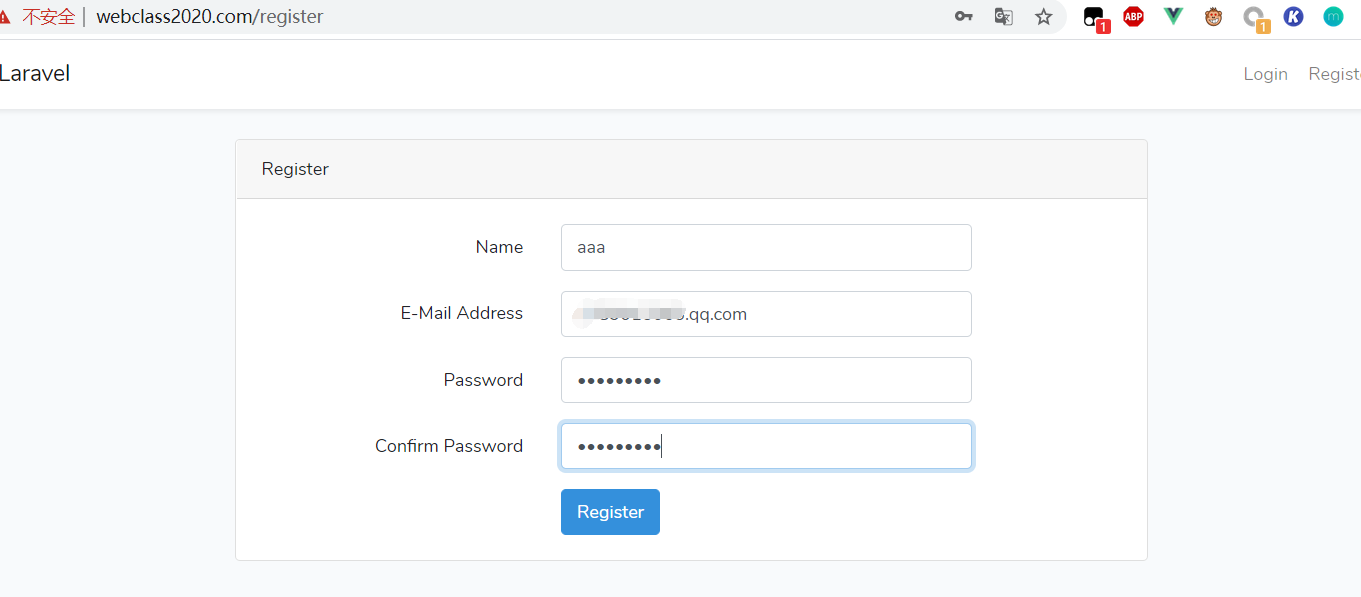 不安全 | webclass2020.com/register
1 ABP K 1 m
Laravel
Login Regist
Register
Name aaa
E-Mail Address .qq.com
Password •••••••••
Confirm Password •••••••••
Register